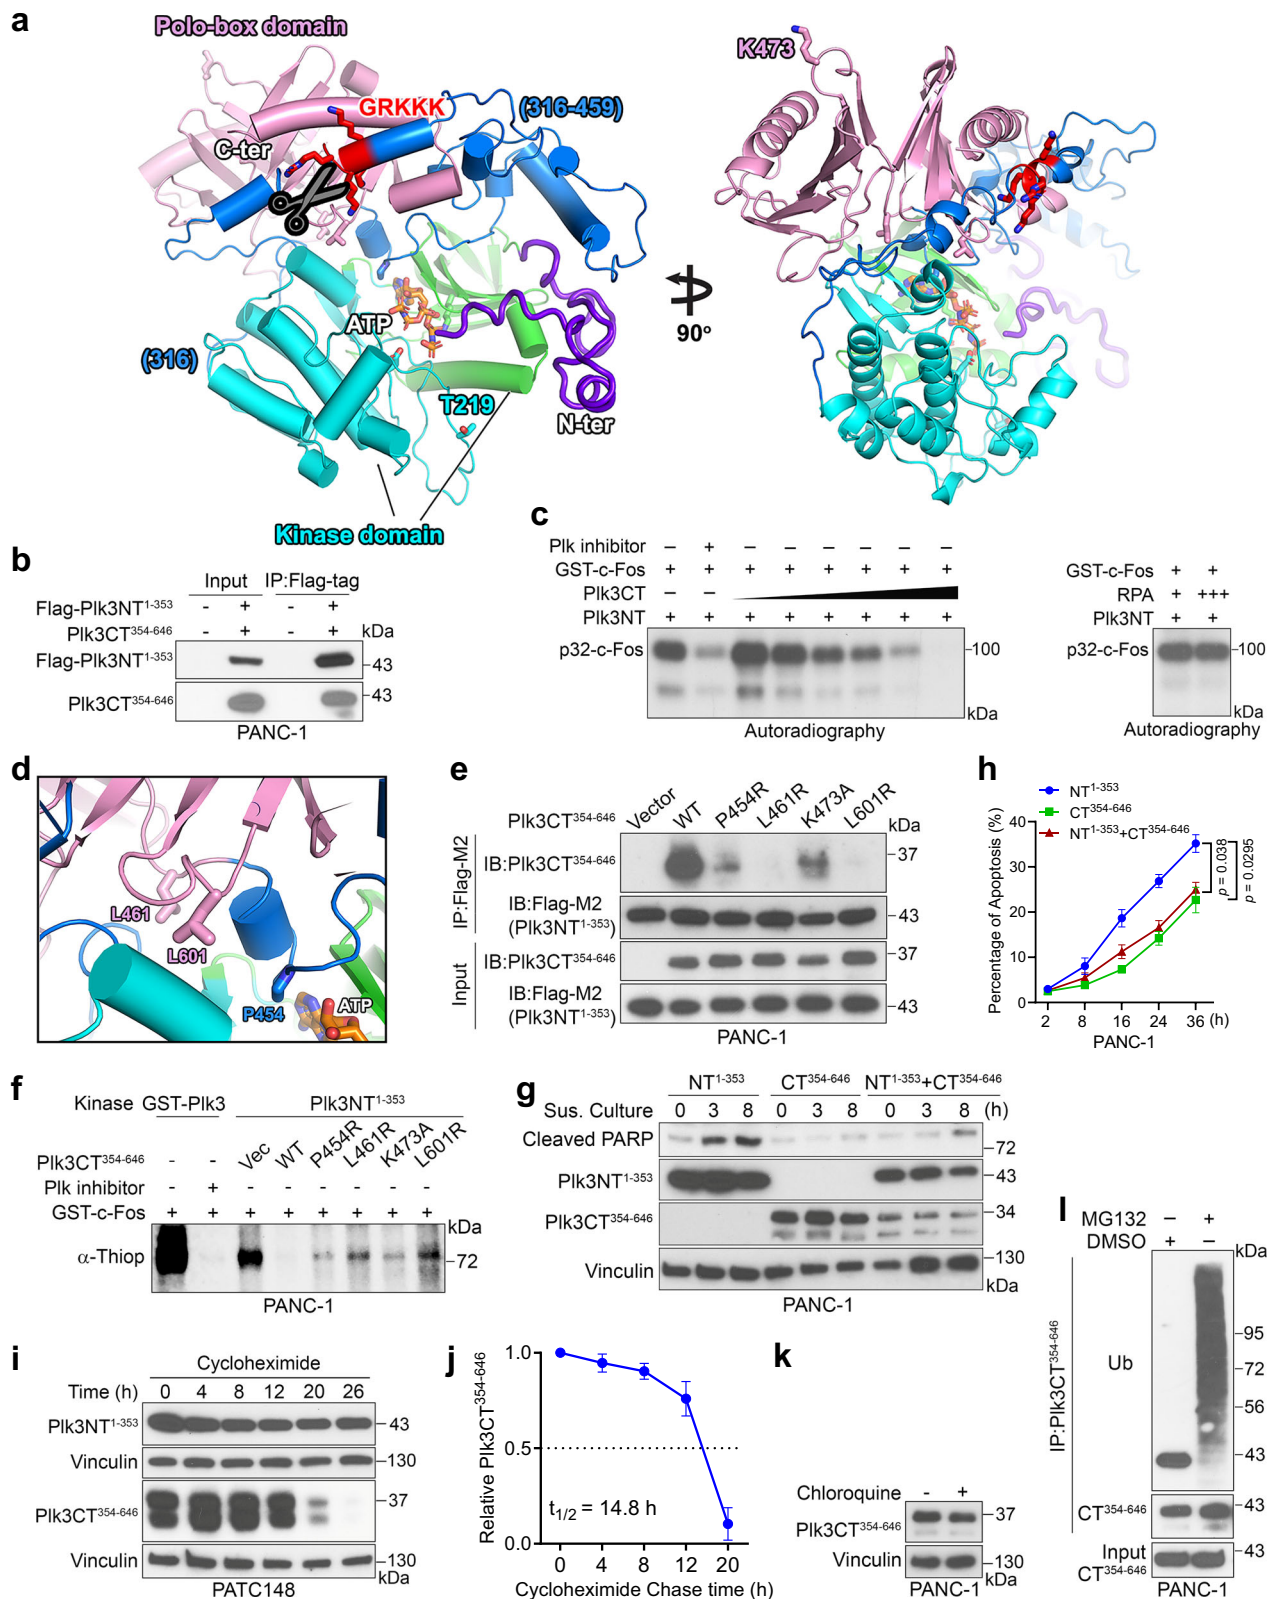 a
Polo-box domain
GRKKK
(316-459)
C-ter
ATP
(316)
T219
N-ter
Kinase domain
90°
K473
b
Input IP:Flag-tag
Flag-Plk3NT1-353 - + - +
Plk3CT354-646 - + - + kDa
Flag-Plk3NT1-353 43
Plk3CT354-646 43
PANC-1
c
Plk inhibitor – + – – – – – –
GST-c-Fos + + + + + + + +
Plk3CT – –
Plk3NT + + + + + + + +
p32-c-Fos 100
kDa
Autoradiography
GST-c-Fos + +
RPA + +++
Plk3NT + +
p32-c-Fos 100
kDa
Autoradiography
d
L461
L601
P454
ATP
e
Plk3CT354-646 Vector WT P454R L461R K473A L601R kDa
IP:Flag-M2
IB:Plk3CT354-646 37
IB:Flag-M2
(Plk3NT1-353) 43
Input
IB:Plk3CT354-646 37
IB:Flag-M2
(Plk3NT1-353) 43
PANC-1
h
NT1-353
CT354-646
NT1-353+CT354-646
Percentage of Apoptosis (%)
40
30
20
10
0
2 8 16 24 36 (h)
PANC-1
p = 0.038
p = 0.0295
f
Kinase GST-Plk3 Plk3NT1-353
Plk3CT354-646 - - Vec WT P454R L461R K473A L601R
Plk inhibitor - + - - - - - -
GST-c-Fos + + + + + + + +
kDa
α-Thiop 72
PANC-1
g
NT1-353 CT354-646 NT1-353+CT354-646
Sus. Culture 0 3 8 0 3 8 0 3 8 (h)
Cleaved PARP 72
Plk3NT1-353 43
Plk3CT354-646 34
Vinculin 130
kDa
PANC-1
i
Cycloheximide
Time (h) 0 4 8 12 20 26
Plk3NT1-353 43
Vinculin 130
Plk3CT354-646 37
Vinculin 130
kDa
PATC148
j
Relative Plk3CT354-646
1.0
0.5
0.0
t1/2 = 14.8 h
0 4 8 12 20
Cycloheximide Chase time (h)
k
Chloroquine - +
Plk3CT354-646 37
Vinculin 130
kDa
PANC-1
l
MG132 – +
DMSO + –
kDa
IP:Plk3CT354-646
Ub
95
72
56
43
CT354-646 43
Input
CT354-646 43
PANC-1